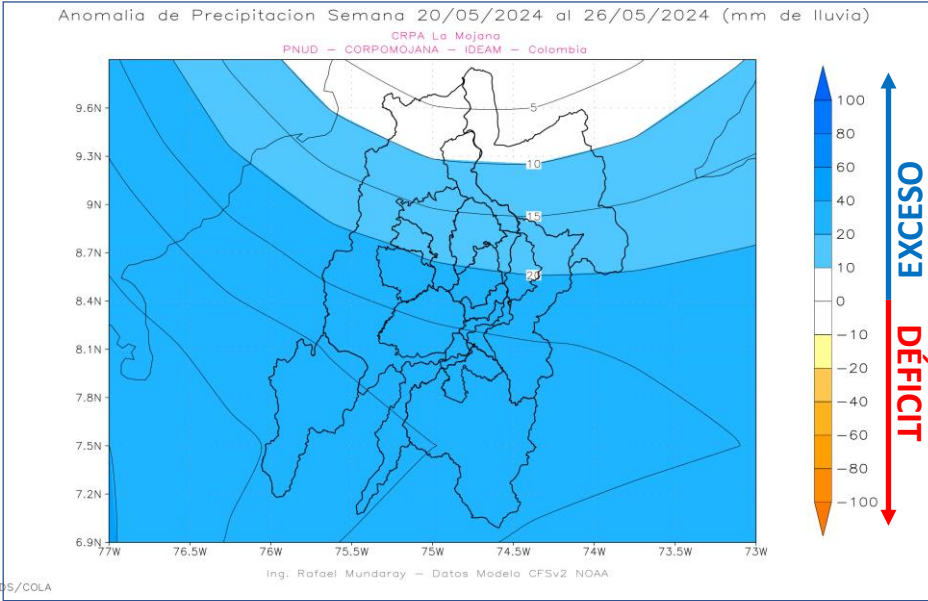 Anomalia de Precipitacion Semana 20/05/2024 al 26/05/2024 (mm de lluvia)
CRPA La Mojana
PNUD – CORPOMOJANA – IDEAM – Colombia
9.6N
9.3N
9N
8.7N
8.4N
8.1N
7.8N
7.5N
7.2N
6.9N
5
10
15
20
77W 76.5W 76W 75.5W 75W 74.5W 74W 73.5W 73W
100
80
60
40
20
10
0
−10
−20
−40
−60
−80
−100
EXCESO
DÉFICIT
Ing. Rafael Mundaray – Datos Modelo CFSv2 NOAA
DS/COLA